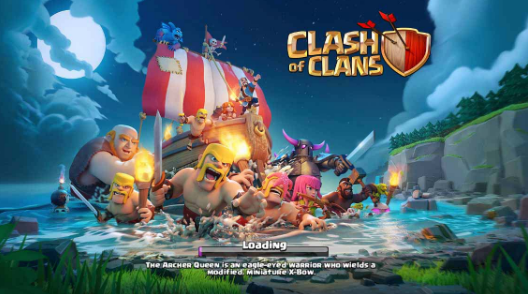 CLASH
of CLANS
Loading
The Archer Queen is an eagle-eyed warrior who wields a
modified, miniature X-Bow.